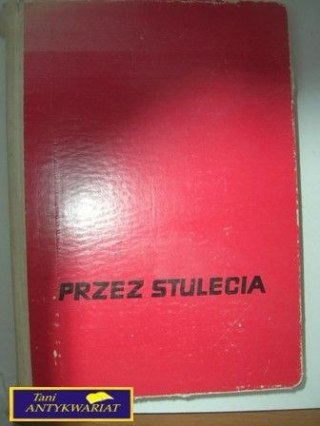 PRZEZ STULECIA
Tani
ANTYKWARIAT